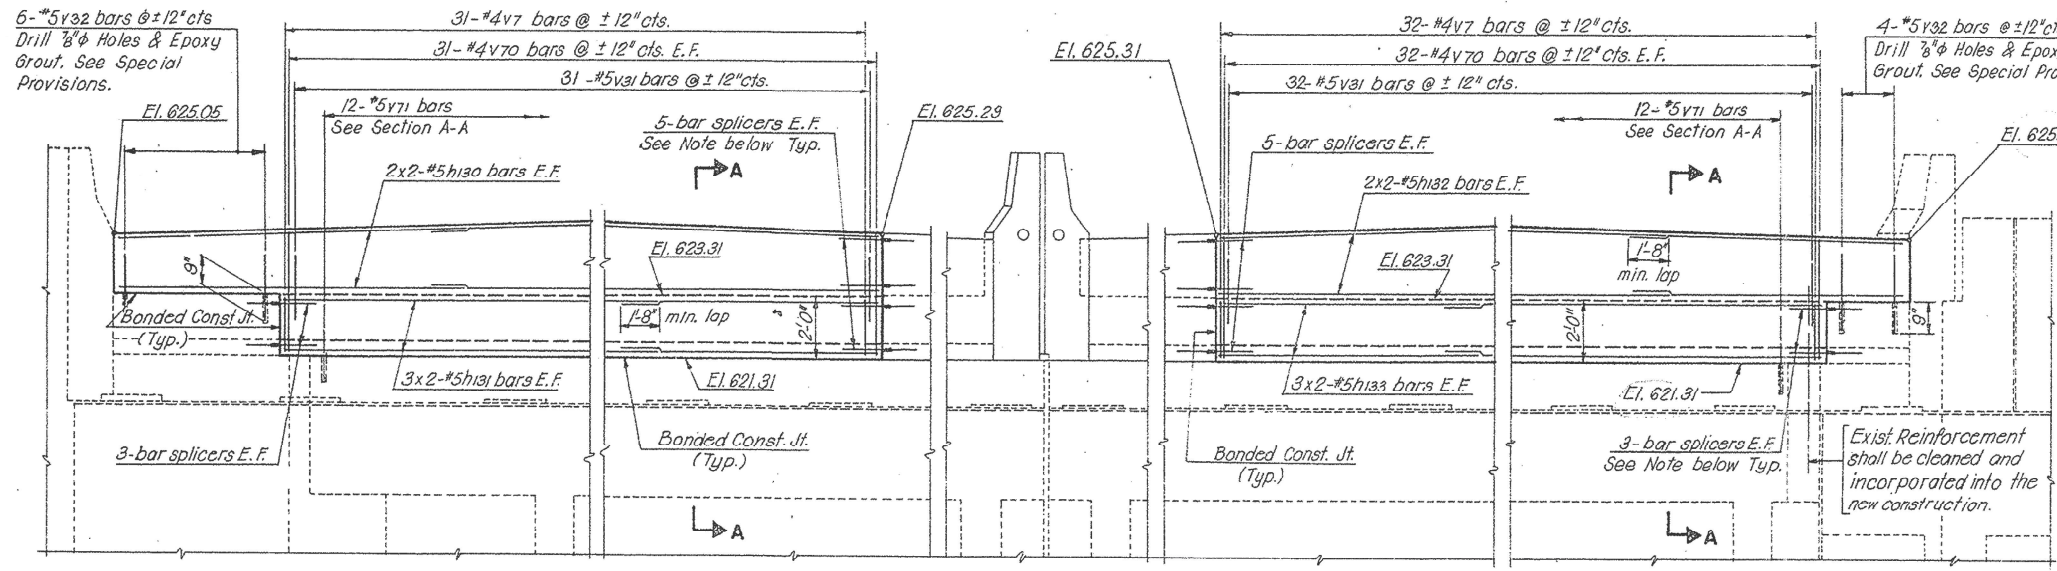 6-#5v32 bars @ ±12" cts
Drill ⅞"ϕ Holes & Epoxy
Grout. See Special
Provisions.
31-#4v7 bars @ ±12" cts.
31-#4v70 bars @ ±12" cts. E.F.
31-#5v31 bars @ ±12" cts.
El. 625.05
12-#5v71 bars
See Section A-A
5-bar splicers E.F.
See Note below Typ.
El. 625.29
El. 625.31
32-#4v7 bars @ ±12" cts.
32-#4v70 bars @ ±12" cts. E.F.
32-#5v31 bars @ ±12" cts.
4-#5v32 bars @ ±12" ct
Drill ⅞"ϕ Holes & Epox
Grout. See Special Pro
12-#5v71 bars
See Section A-A
El. 625
5-bar splicers E.F.
2x2-#5h130 bars E.F.
A
2x2-#5h132 bars E.F.
A
9"
El. 623.31
El. 623.31
1'-8"
min. lap
Bonded Const. Jt.
(Typ.)
1'-8" min. lap
2'-0"
2'-0"
9"
3x2-#5h131 bars E.F.
El. 621.31
3x2-#5h133 bars E.F.
El. 621.31
3-bar splicers E.F.
Bonded Const. Jt.
(Typ.)
Bonded Const. Jt.
(Typ.)
3-bar splicers E.F.
See Note below Typ.
Exist. Reinforcement
shall be cleaned and
incorporated into the
new construction.
A
A